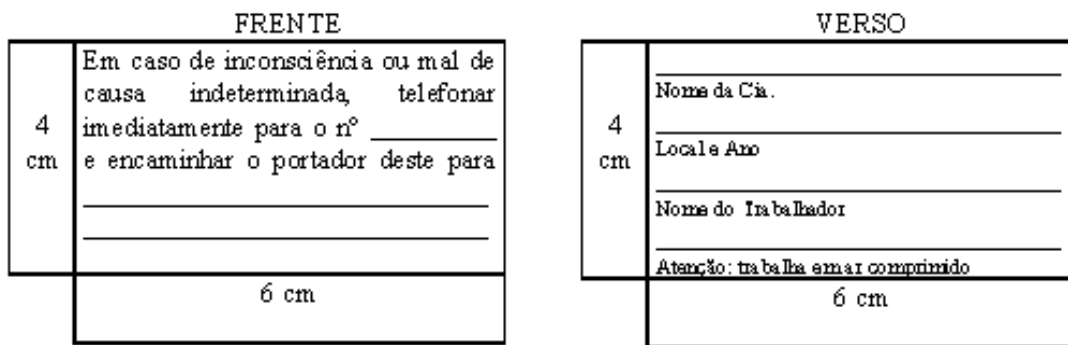 FRENTE
Em caso de inconsciência ou mal de
causa indeterminada, telefonar
imediatamente para o nº ________
e encaminhar o portador deste para
4
cm
6 cm
VERSO
Nome da Cia.
Local e Ano
Nome do Trabalhador
Atenção: trabalha em ar comprimido
4
cm
6 cm